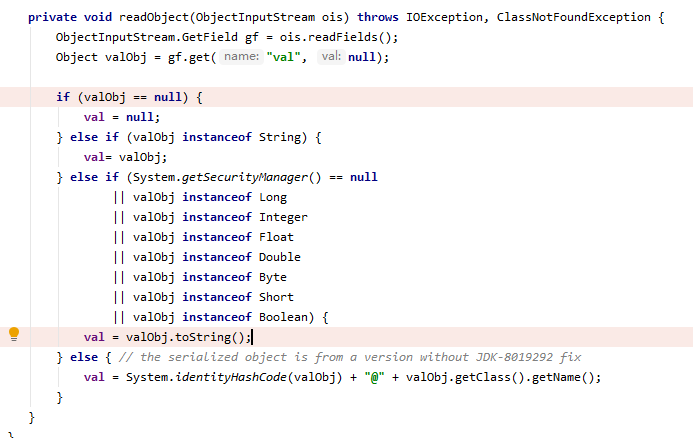 private void readObject(ObjectInputStream ois) throws IOException, ClassNotFoundException {
ObjectInputStream.GetField gf = ois.readFields();
Object valObj = gf.get( name: "val", val: null);
if (valObj == null) {
val = null;
} else if (valObj instanceof String) {
val= valObj;
} else if (System.getSecurityManager() == null
|| valObj instanceof Long
|| valObj instanceof Integer
|| valObj instanceof Float
|| valObj instanceof Double
|| valObj instanceof Byte
|| valObj instanceof Short
|| valObj instanceof Boolean) {
val = valObj.toString();
} else { // the serialized object is from a version without JDK-8019292 fix
val = System.identityHashCode(valObj) + "@" + valObj.getClass().getName();
}
}
}